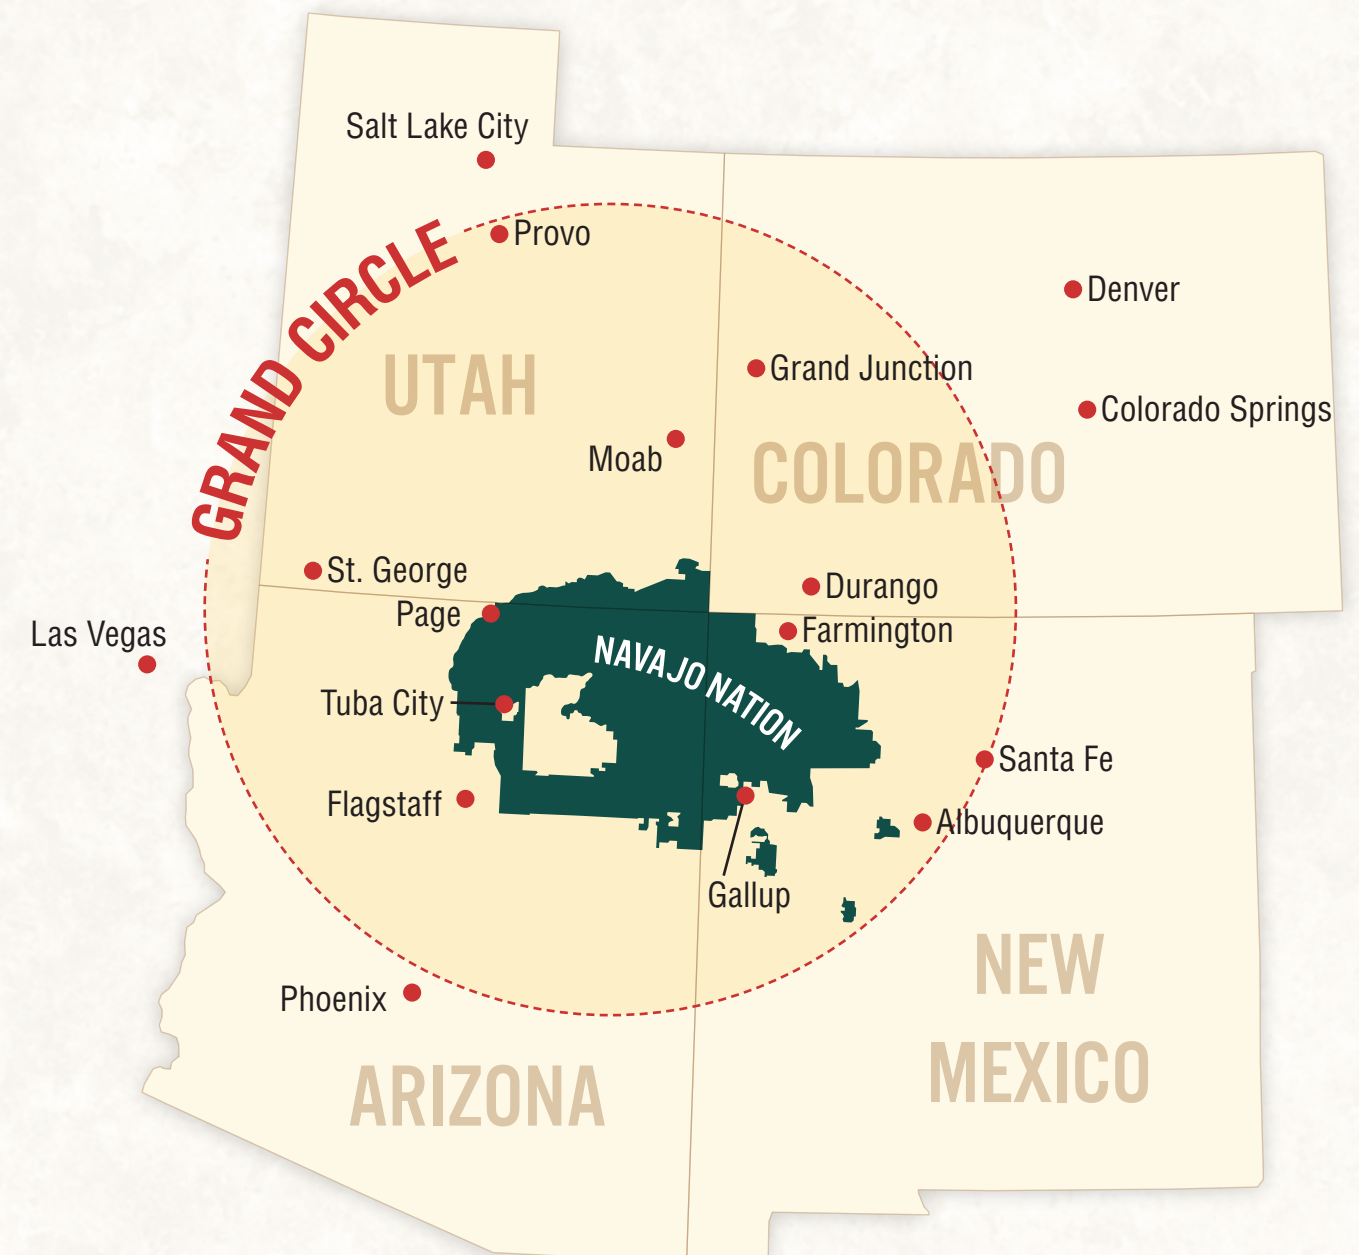 Salt Lake City
Provo
GRAND CIRCLE
Denver
UTAH
Grand Junction
Colorado Springs
Moab
COLORADO
St. George
Durango
Page
Farmington
Las Vegas
NAVAJO NATION
Tuba City
Santa Fe
Flagstaff
Albuquerque
Gallup
NEW
MEXICO
Phoenix
ARIZONA